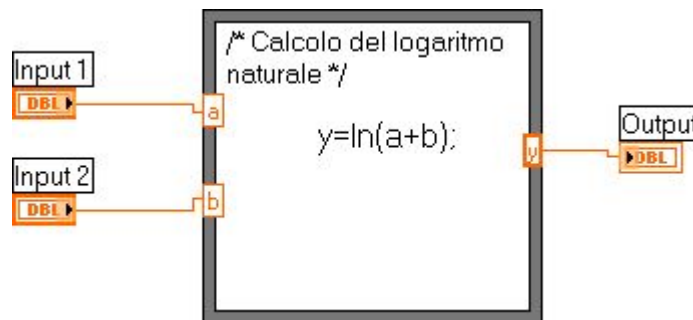 /* Calcolo del logaritmo
naturale */
Input 1
DBL
a
y=ln(a+b);
y
Output
DBL
Input 2
DBL
b